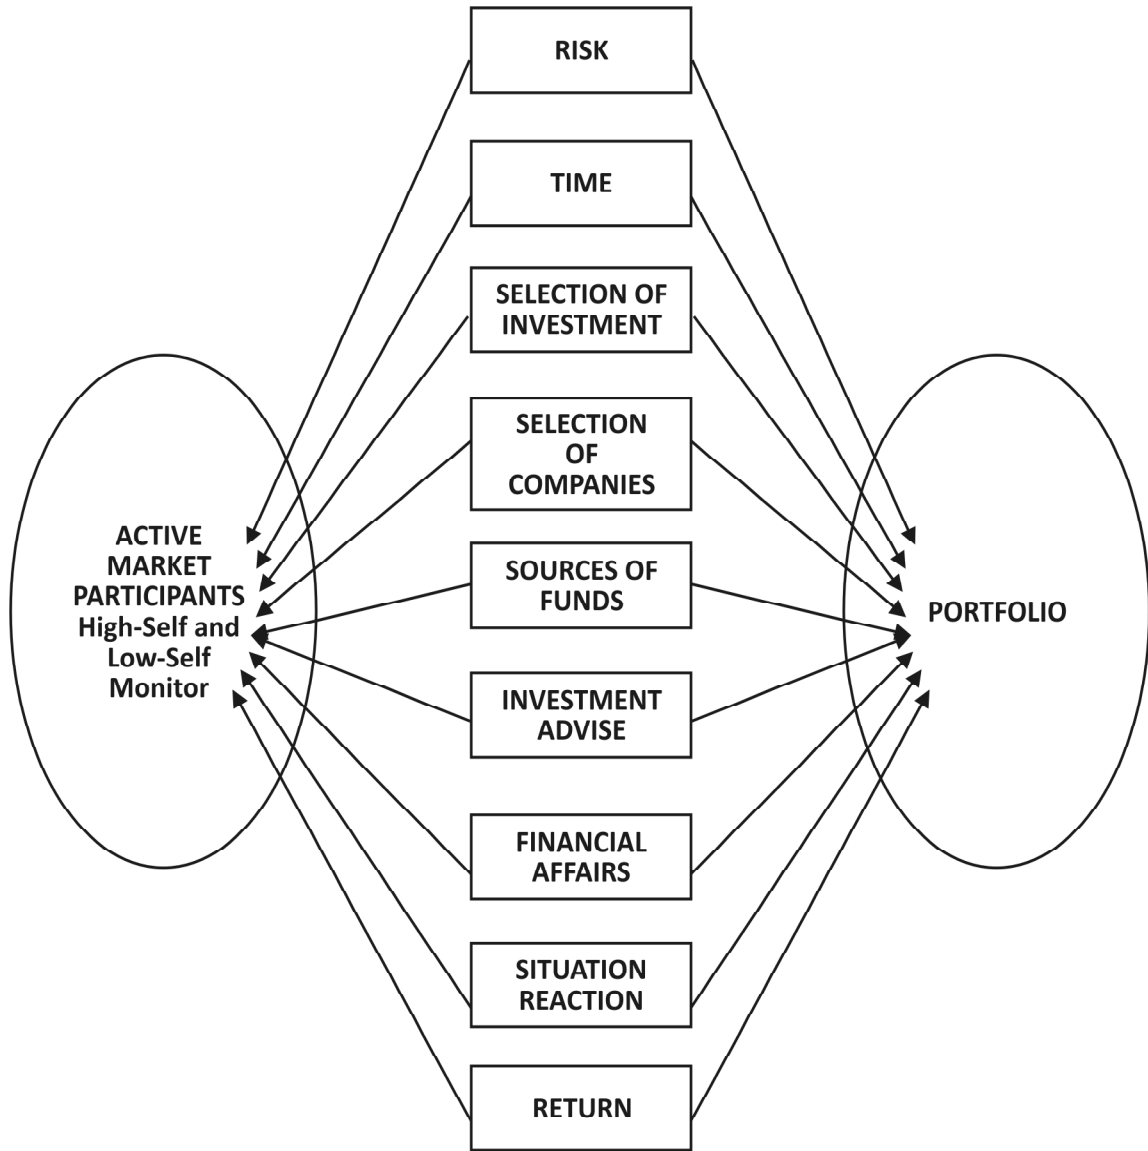 RISK
TIME
SELECTION OF
INVESTMENT
SELECTION
OF
COMPANIES
ACTIVE
MARKET
PARTICIPANTS
High-Self and
Low-Self
Monitor
SOURCES OF
FUNDS
PORTFOLIO
INVESTMENT
ADVISE
FINANCIAL
AFFAIRS
SITUATION
REACTION
RETURN